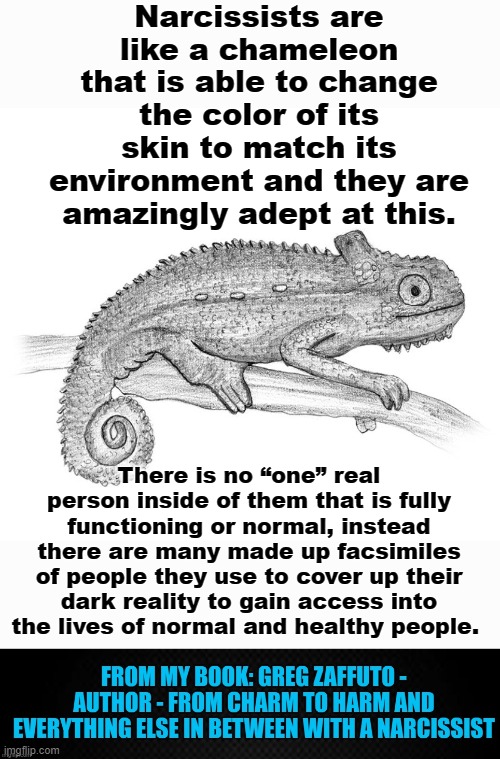 Narcissists are
like a chameleon
that is able to change
the color of its
skin to match its
environment and they are
amazingly adept at this.
There is no “one” real
person inside of them that is fully
functioning or normal, instead
there are many made up facsimiles
of people they use to cover up their
dark reality to gain access into
the lives of normal and healthy people.
FROM MY BOOK: GREG ZAFFUTO -
AUTHOR - FROM CHARM TO HARM AND
EVERYTHING ELSE IN BETWEEN WITH A NARCISSIST
imgflip.com